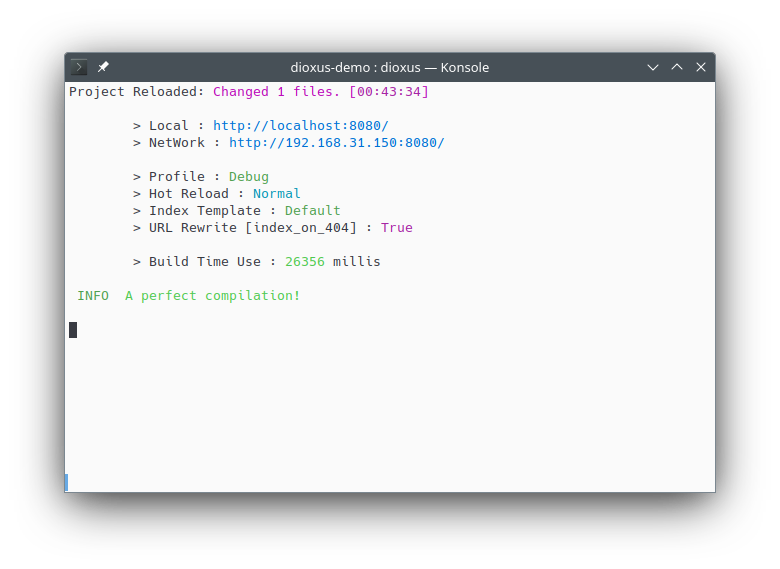 dioxus-demo : dioxus — Konsole
Project Reloaded: Changed 1 files. [00:43:34]
> Local : http://localhost:8080/
> NetWork : http://192.168.31.150:8080/
> Profile : Debug
> Hot Reload : Normal
> Index Template : Default
> URL Rewrite [index_on_404] : True
> Build Time Use : 26356 millis
INFO  A perfect compilation!